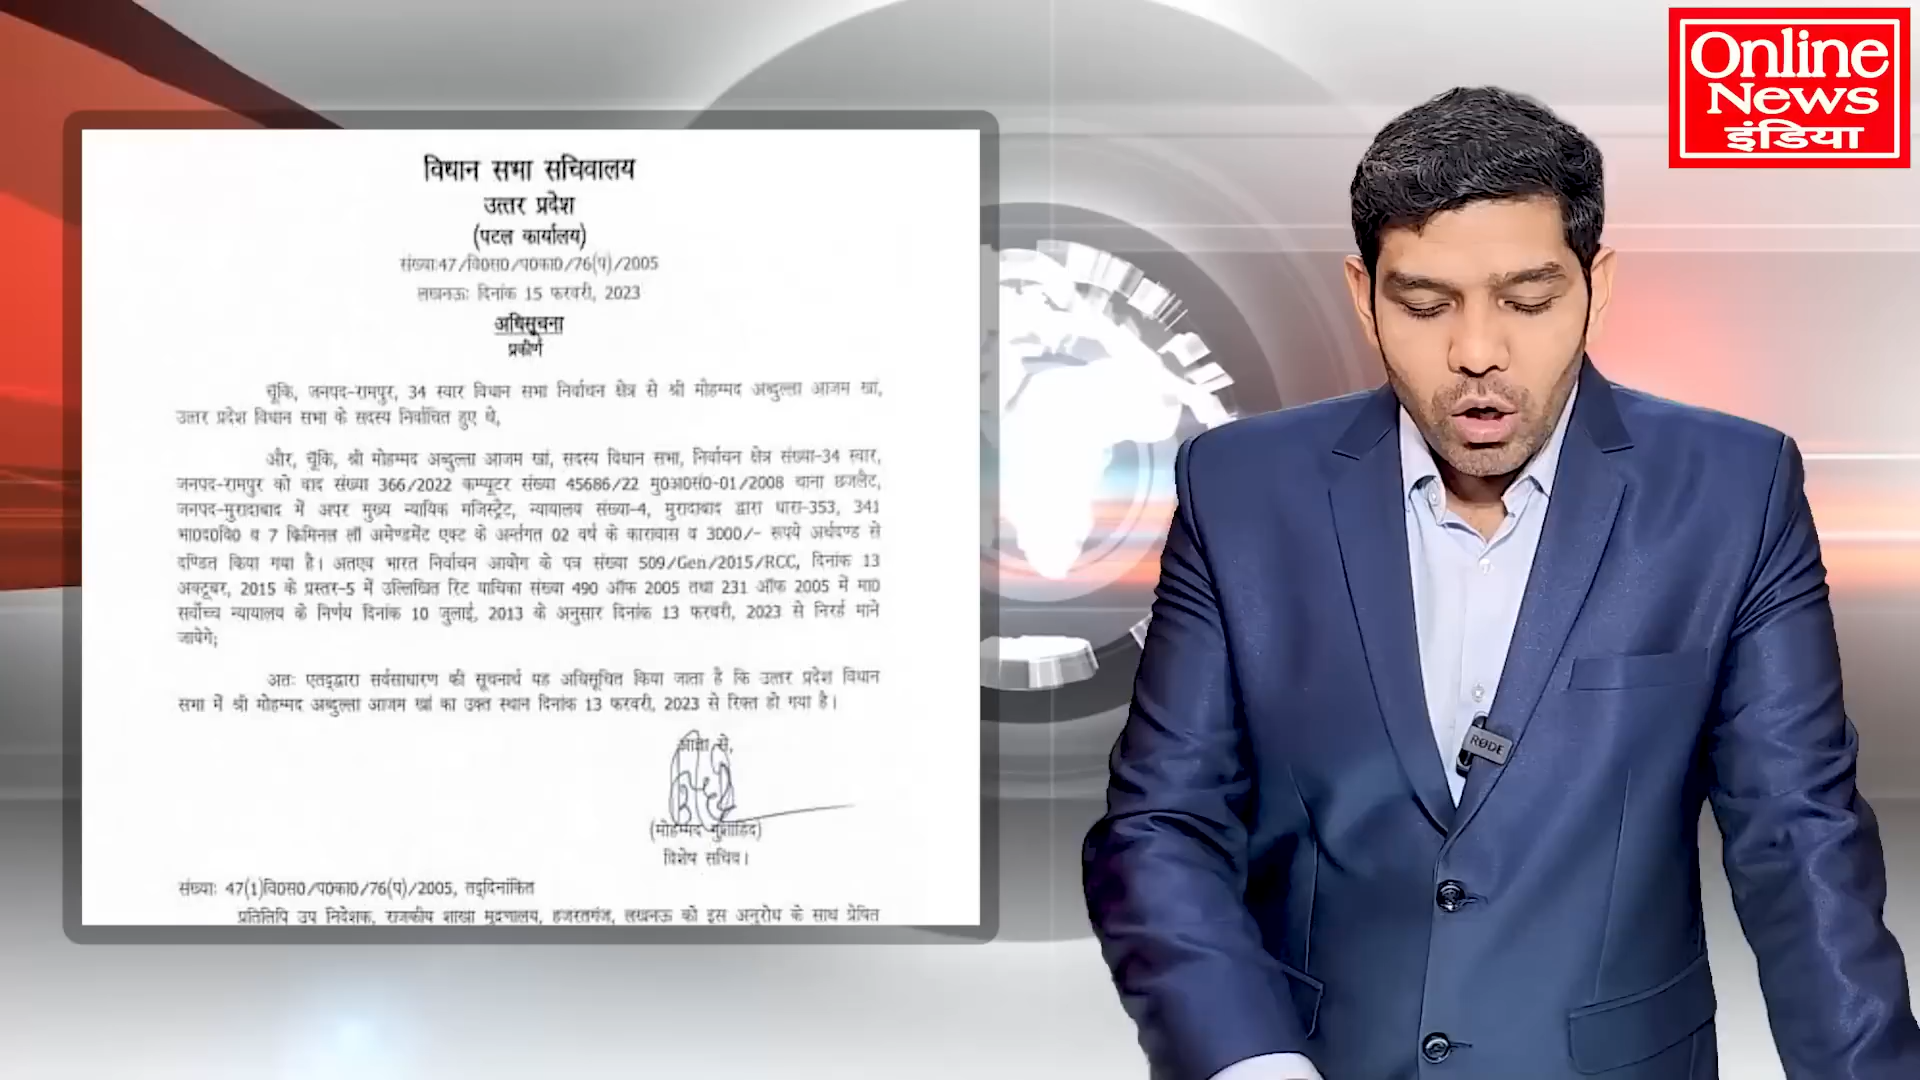 Online
News
इंडिया
विधान सभा सचिवालय
उत्तर प्रदेश
(पटल कार्यालय)
संख्या:47/वि0स0/प0का0/76(प)/2005
लखनऊः दिनांक 15 फरवरी, 2023
अधिसूचना
प्रकीर्ण
चूंकि, जनपद-रामपुर, 34 स्वार विधान सभा निर्वाचन क्षेत्र से श्री मोहम्मद अब्दुल्ला आजम खां,
उत्तर प्रदेश विधान सभा के सदस्य निर्वाचित हुए थे,
और, चूंकि, श्री मोहम्मद अब्दुल्ला आजम खां, सदस्य विधान सभा, निर्वाचन क्षेत्र संख्या-34 स्वार,
जनपद-रामपुर को वाद संख्या 366/2022 कम्प्यूटर संख्या 45686/22 मु0अ0सं0-01/2008 थाना छजलैट,
जनपद-मुरादाबाद में अपर मुख्य न्यायिक मजिस्ट्रेट, न्यायालय संख्या-4, मुरादाबाद द्वारा धारा-353, 341
भा0द0वि0 व 7 क्रिमिनल लॉ अमेण्डमेंट एक्ट के अर्न्तगत 02 वर्ष के कारावास व 3000/- रूपये अर्थदण्ड से
दण्डित किया गया है। अतएव भारत निर्वाचन आयोग के पत्र संख्या 509/Gen/2015/RCC, दिनांक 13
अक्टूबर, 2015 के प्रस्तर-5 में उल्लिखित रिट याचिका संख्या 490 ऑफ 2005 तथा 231 ऑफ 2005 में मा0
सर्वोच्च न्यायालय के निर्णय दिनांक 10 जुलाई, 2013 के अनुसार दिनांक 13 फरवरी, 2023 से निरर्ह माने
जायेगे;
अतः एतद्द्वारा सर्वसाधारण की सूचनार्थ यह अधिसूचित किया जाता है कि उत्तर प्रदेश विधान
सभा में श्री मोहम्मद अब्दुल्ला आजम खां का उक्त स्थान दिनांक 13 फरवरी, 2023 से रिक्त हो गया है।
आज्ञा से,
(मोहम्मद मुशाहिद)
विशेष सचिव।
संख्याः 47(1)वि0स0/प0का0/76(प)/2005, तद्दिनांकित
प्रतिलिपि उप निदेशक, राजकीय शाखा मुद्रणालय, हजरतगंज, लखनऊ को इस अनुरोध के साथ प्रेषित
RØDE